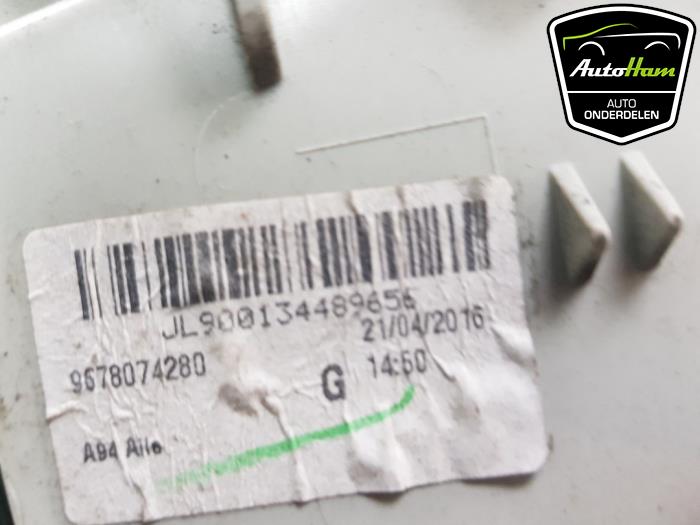 AutoHam
AUTO
ONDERDELEN
JL900134489656
21/04/2016
9678074280
G
14:50
A94 Aile